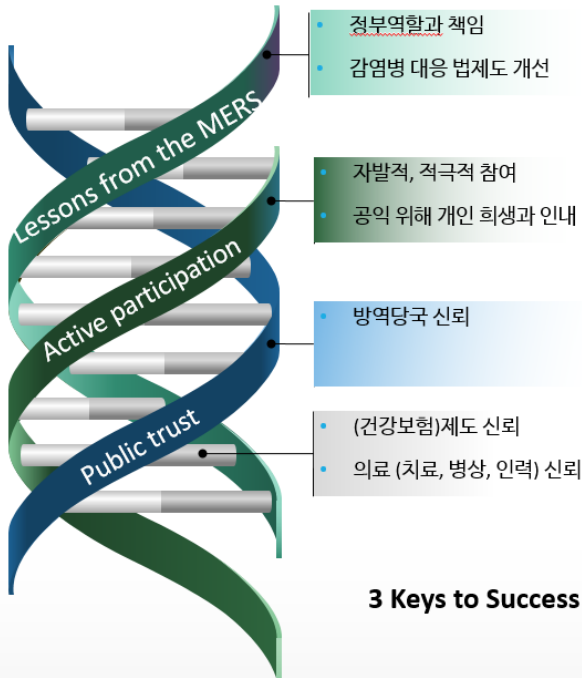 정부역할과 책임
감염병 대응 법제도 개선
Lessons from the MERS
자발적, 적극적 참여
공익 위해 개인 희생과 인내
Active participation
방역당국 신뢰
Public trust
(건강보험)제도 신뢰
의료 (치료, 병상, 인력) 신뢰
3 Keys to Success